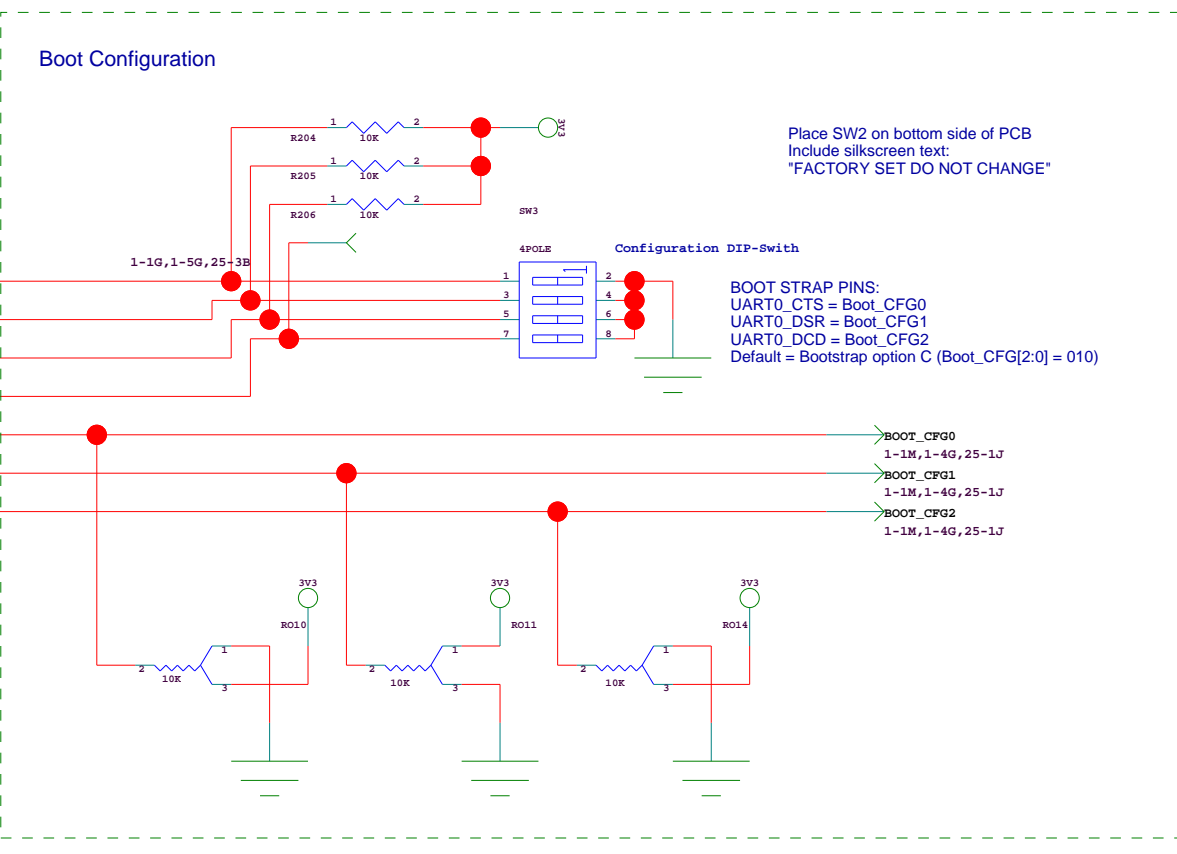 Boot Configuration
1 2
R204 10K
3V3
1 2
R205 10K
1 2
R206 10K
Place SW2 on bottom side of PCB
Include silkscreen text:
"FACTORY SET DO NOT CHANGE"
SW3
4POLE
Configuration DIP-Swith
1-1G,1-5G,25-3B
1 2
3 4
5 6
7 8
1
BOOT STRAP PINS:
UART0_CTS = Boot_CFG0
UART0_DSR = Boot_CFG1
UART0_DCD = Boot_CFG2
Default = Bootstrap option C (Boot_CFG[2:0] = 010)
BOOT_CFG0
1-1M,1-4G,25-1J
BOOT_CFG1
1-1M,1-4G,25-1J
BOOT_CFG2
1-1M,1-4G,25-1J
3V3
RO10
1
2
10K
3
3V3
RO11
1
2
10K
3
3V3
RO14
1
2
10K
3